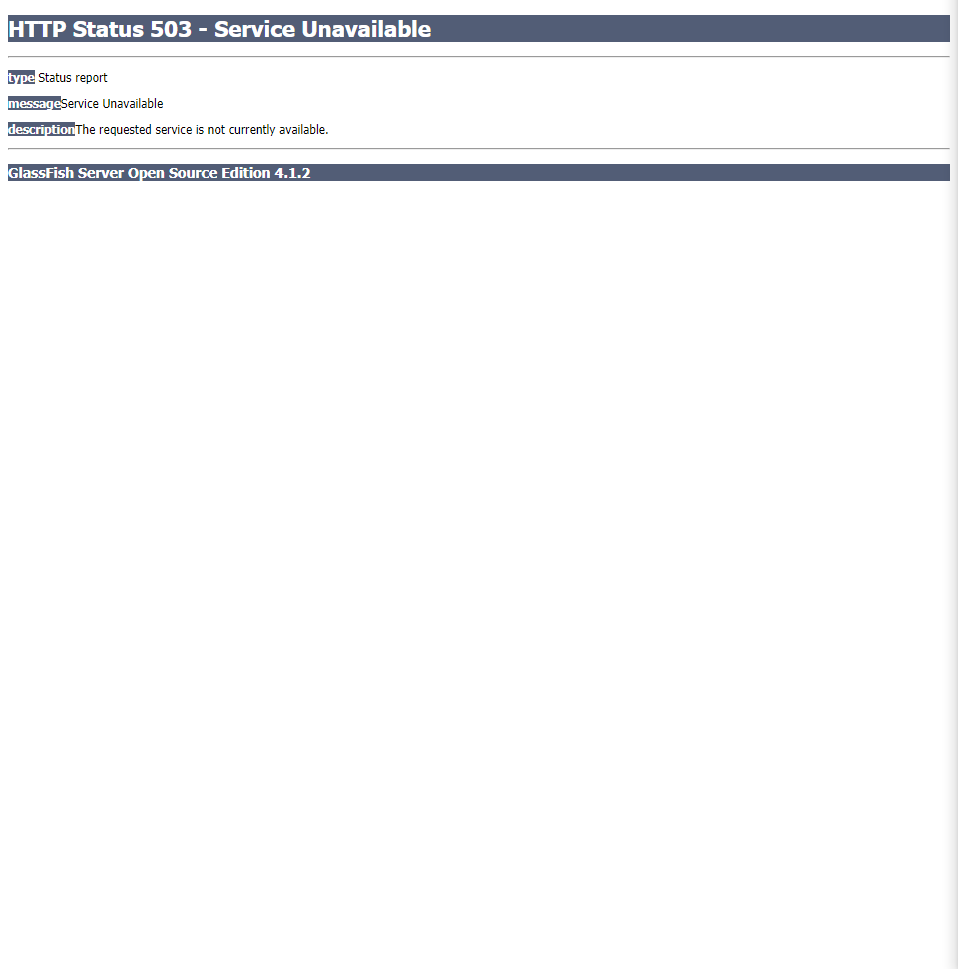 HTTP Status 503 - Service Unavailable
type Status report
messageService Unavailable
descriptionThe requested service is not currently available.
GlassFish Server Open Source Edition 4.1.2